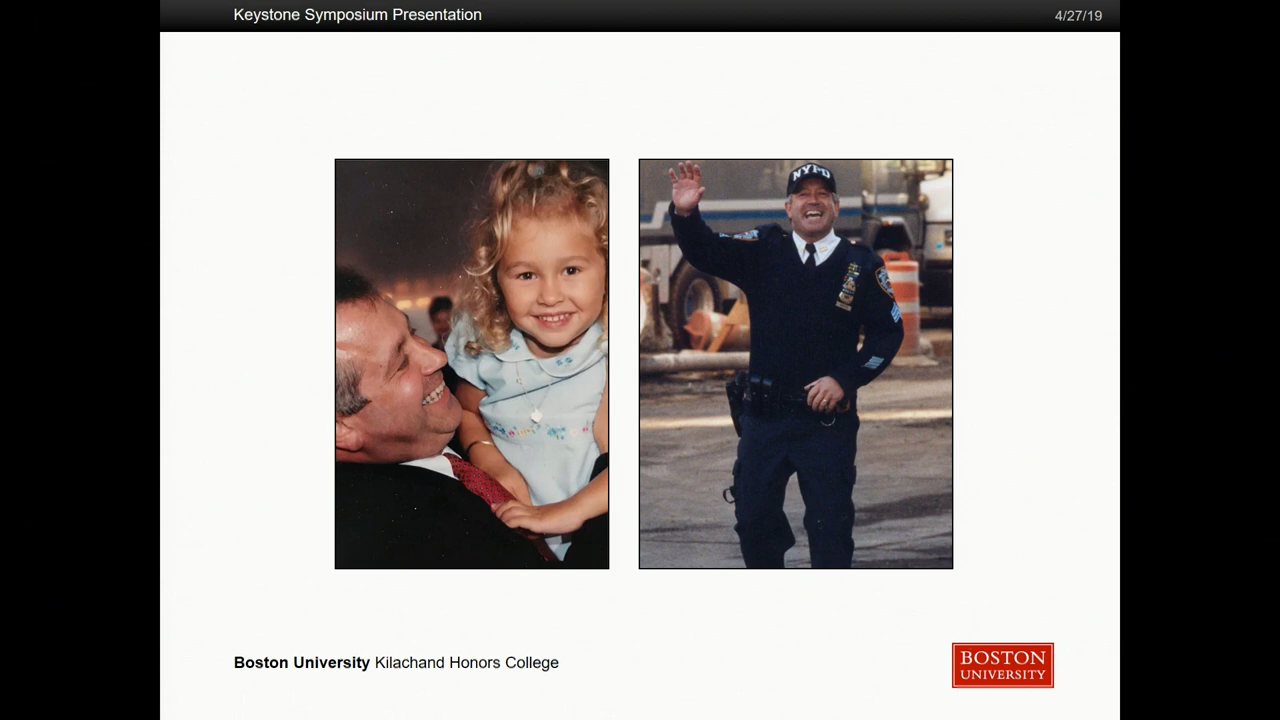 Keystone Symposium Presentation
4/27/19
NYPD
Boston University Kilachand Honors College
BOSTON
UNIVERSITY